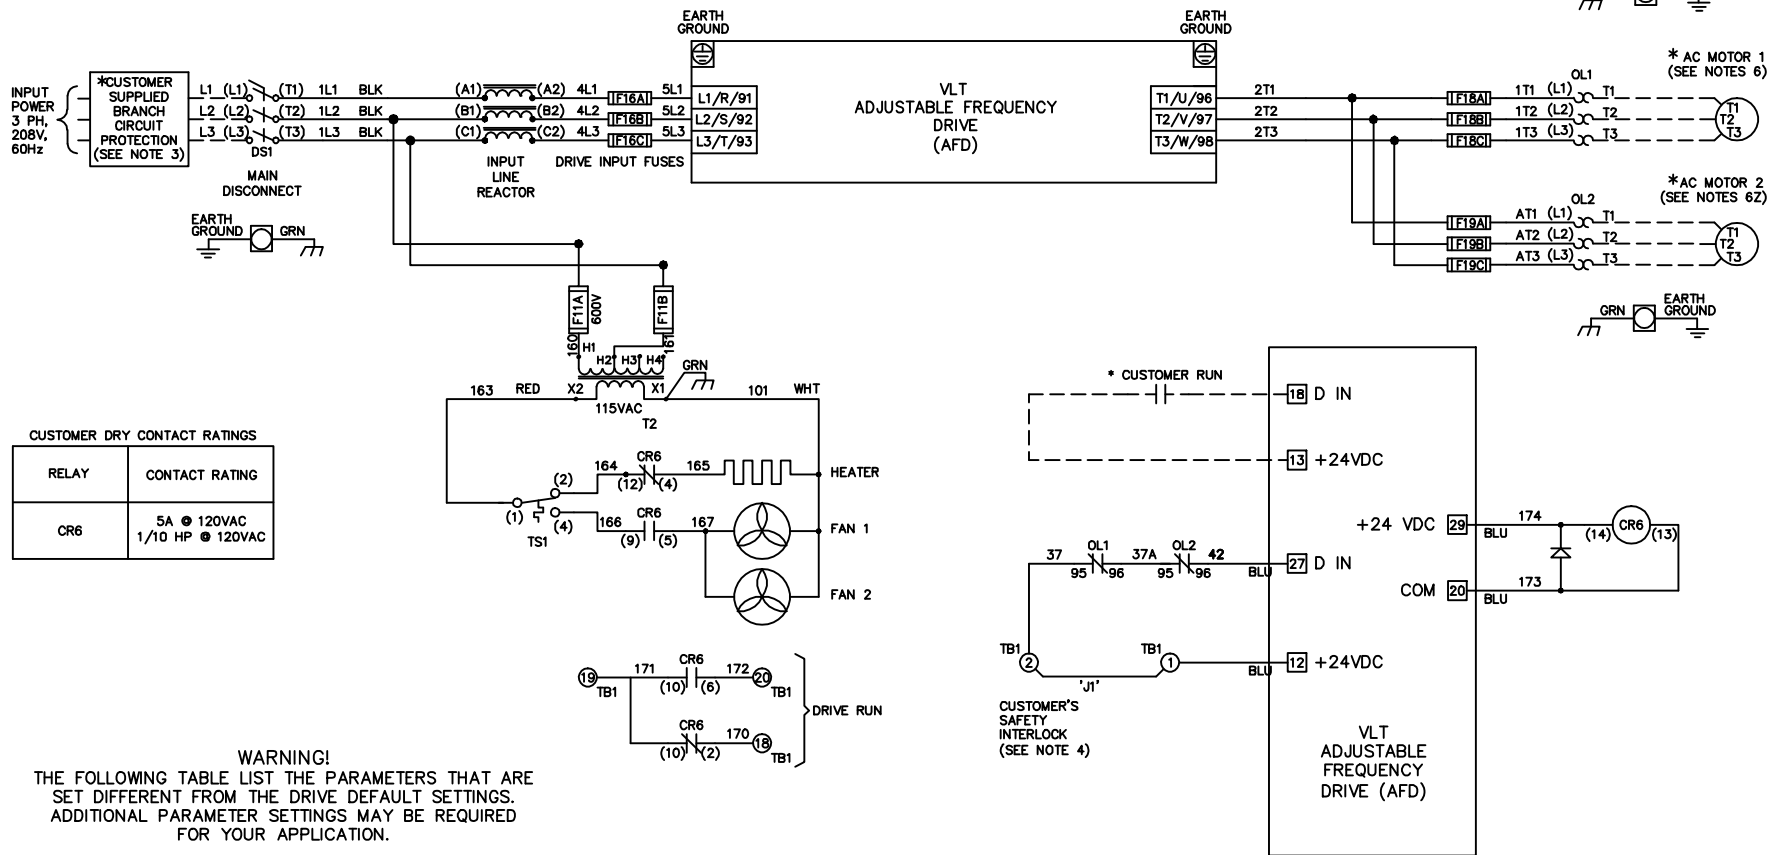 EARTH
GROUND
EARTH
GROUND
INPUT
POWER
3 PH,
208V,
60Hz
*CUSTOMER
SUPPLIED
BRANCH
CIRCUIT
PROTECTION
(SEE NOTE 3)
L1 (L1) (T1) 1L1 BLK (A1) (A2) 4L1 F16A 5L1 L1/R/91
L2 (L2) (T2) 1L2 BLK (B1) (B2) 4L2 F16B 5L2 L2/S/92
L3 (L3) (T3) 1L3 BLK (C1) (C2) 4L3 F16C 5L3 L3/T/93
DS1
MAIN
DISCONNECT
INPUT
LINE
REACTOR
DRIVE INPUT FUSES
VLT
ADJUSTABLE FREQUENCY
DRIVE
(AFD)
T1/U/96 2T1 F18A 1T1 (L1) T1
T2/V/97 2T2 F18B 1T2 (L2) T2
T3/W/98 2T3 F18C 1T3 (L3) T3
OL1
T1
T2
T3
* AC MOTOR 1
(SEE NOTES 6)
* AC MOTOR 2
(SEE NOTES 6Z)
OL2
F19A AT1 (L1) T1
F19B AT2 (L2) T2
F19C AT3 (L3) T3
T1
T2
T3
EARTH
GROUND GRN
GRN EARTH
GROUND
F11A
600V
F11B
160
161
H1 H2 H3 H4
GRN
163 RED X2 X1 101 WHT
115VAC
T2
CUSTOMER DRY CONTACT RATINGS
RELAY CONTACT RATING
CR6 5A @ 120VAC
1/10 HP @ 120VAC
(2) 164 CR6 165 HEATER
(12) (4)
(1) TS1 (4)
166 CR6 167 FAN 1
(9) (5)
FAN 2
19 TB1 171 CR6 172 20 TB1
(10) (6)
CR6 170 18 TB1
(10) (2)
DRIVE RUN
* CUSTOMER RUN
18 D IN
13 +24VDC
+24 VDC 29 BLU 174 CR6
(14) (13)
37 OL1 37A OL2 42 BLU 27 D IN
95 96 95 96
COM 20 BLU 173
TB1 2 TB1 1 BLU 12 +24VDC
'J1'
CUSTOMER'S
SAFETY
INTERLOCK
(SEE NOTE 4)
VLT
ADJUSTABLE
FREQUENCY
DRIVE (AFD)
WARNING!
THE FOLLOWING TABLE LIST THE PARAMETERS THAT ARE
SET DIFFERENT FROM THE DRIVE DEFAULT SETTINGS.
ADDITIONAL PARAMETER SETTINGS MAY BE REQUIRED
FOR YOUR APPLICATION.